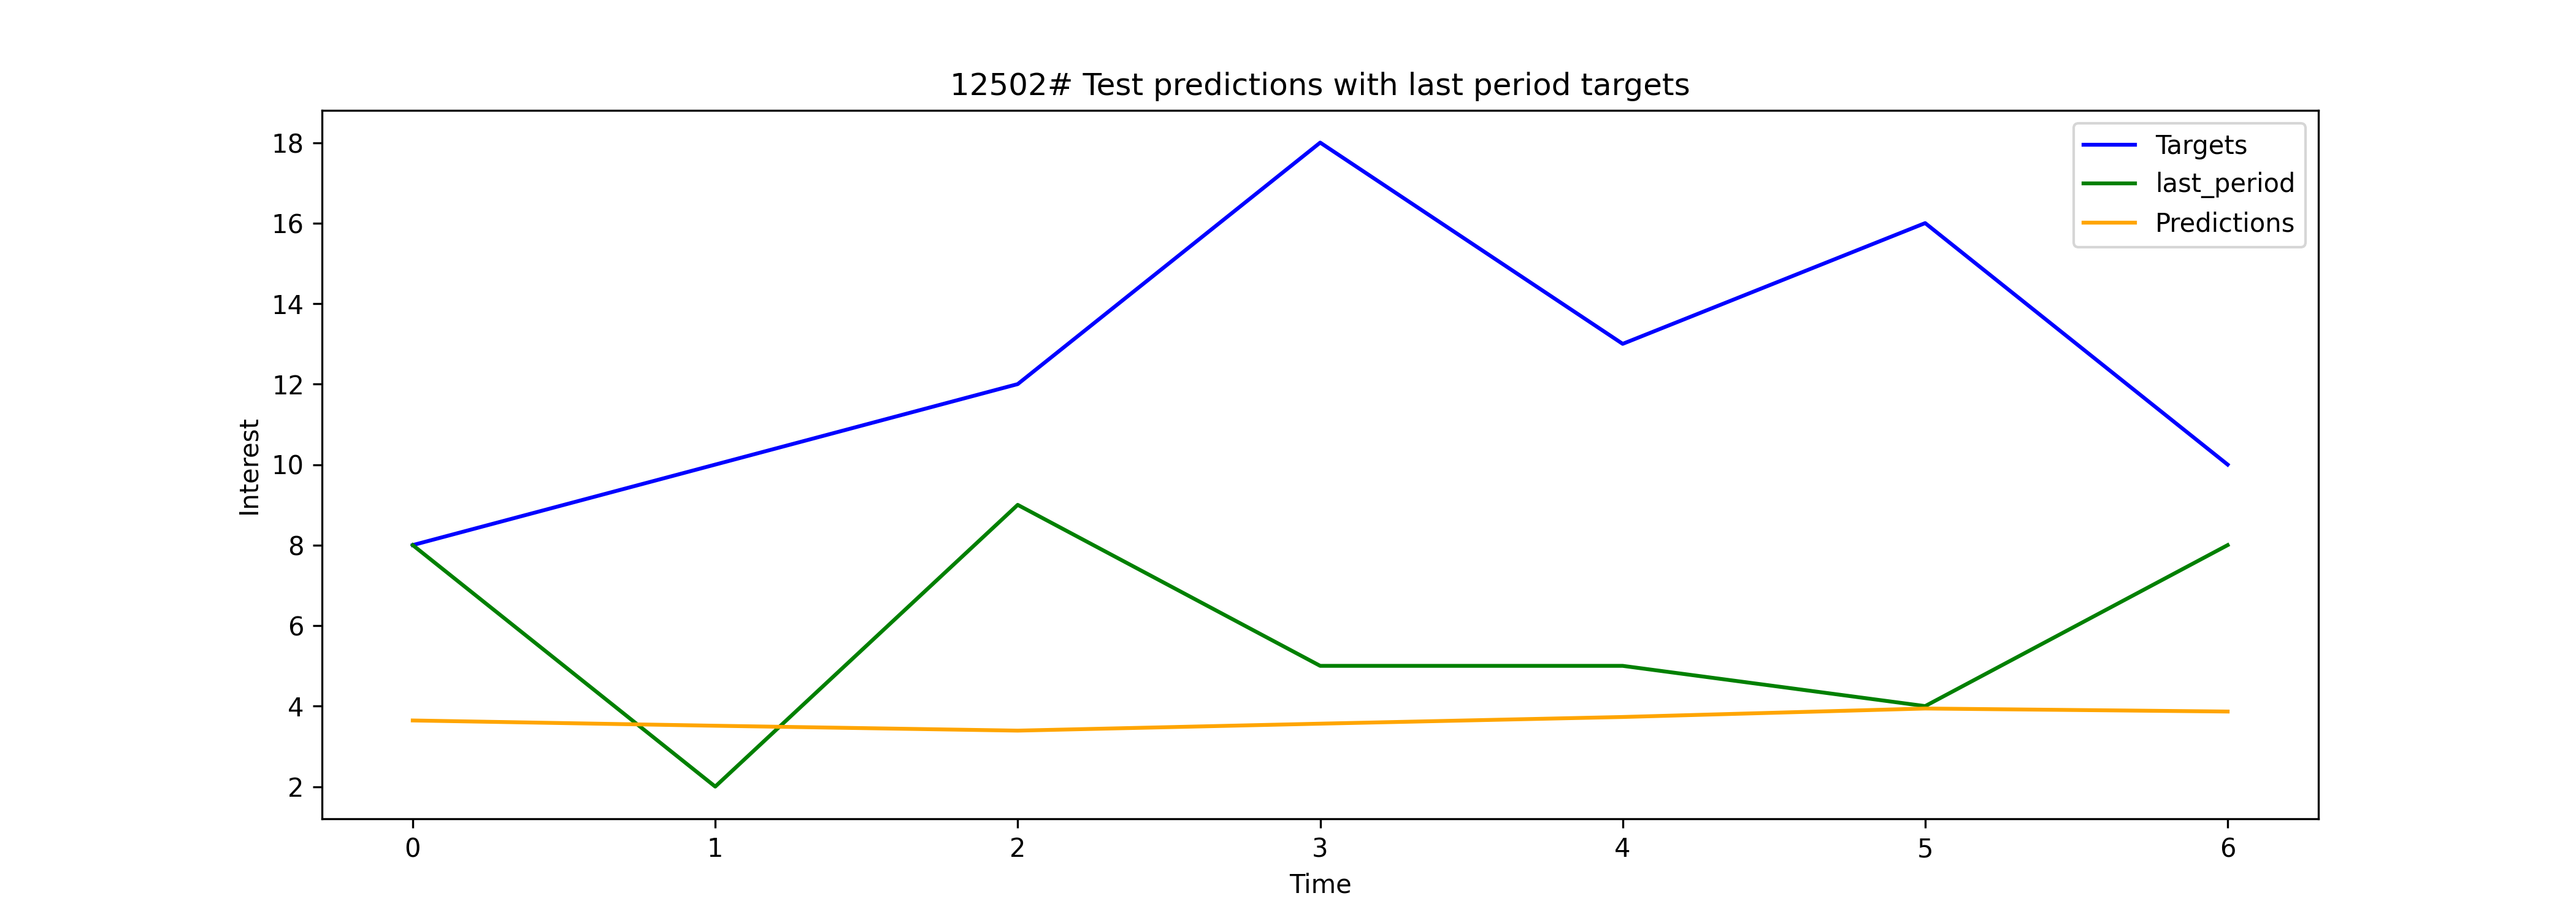 12502# Test predictions with last period targets
Targets
last_period
Predictions
Interest
18
16
14
12
10
8
6
4
2
0 1 2 3 4 5 6
Time